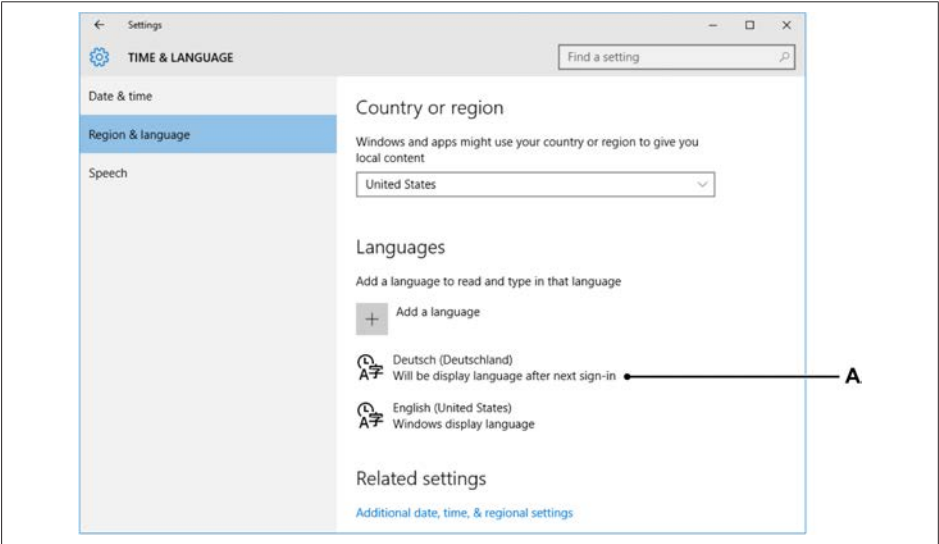 Settings
TIME & LANGUAGE
Find a setting
Date & time
Region & language
Speech
Country or region
Windows and apps might use your country or region to give you
local content
United States
Languages
Add a language to read and type in that language
Add a language
Deutsch (Deutschland)
Will be display language after next sign-in
A
English (United States)
Windows display language
Related settings
Additional date, time, & regional settings